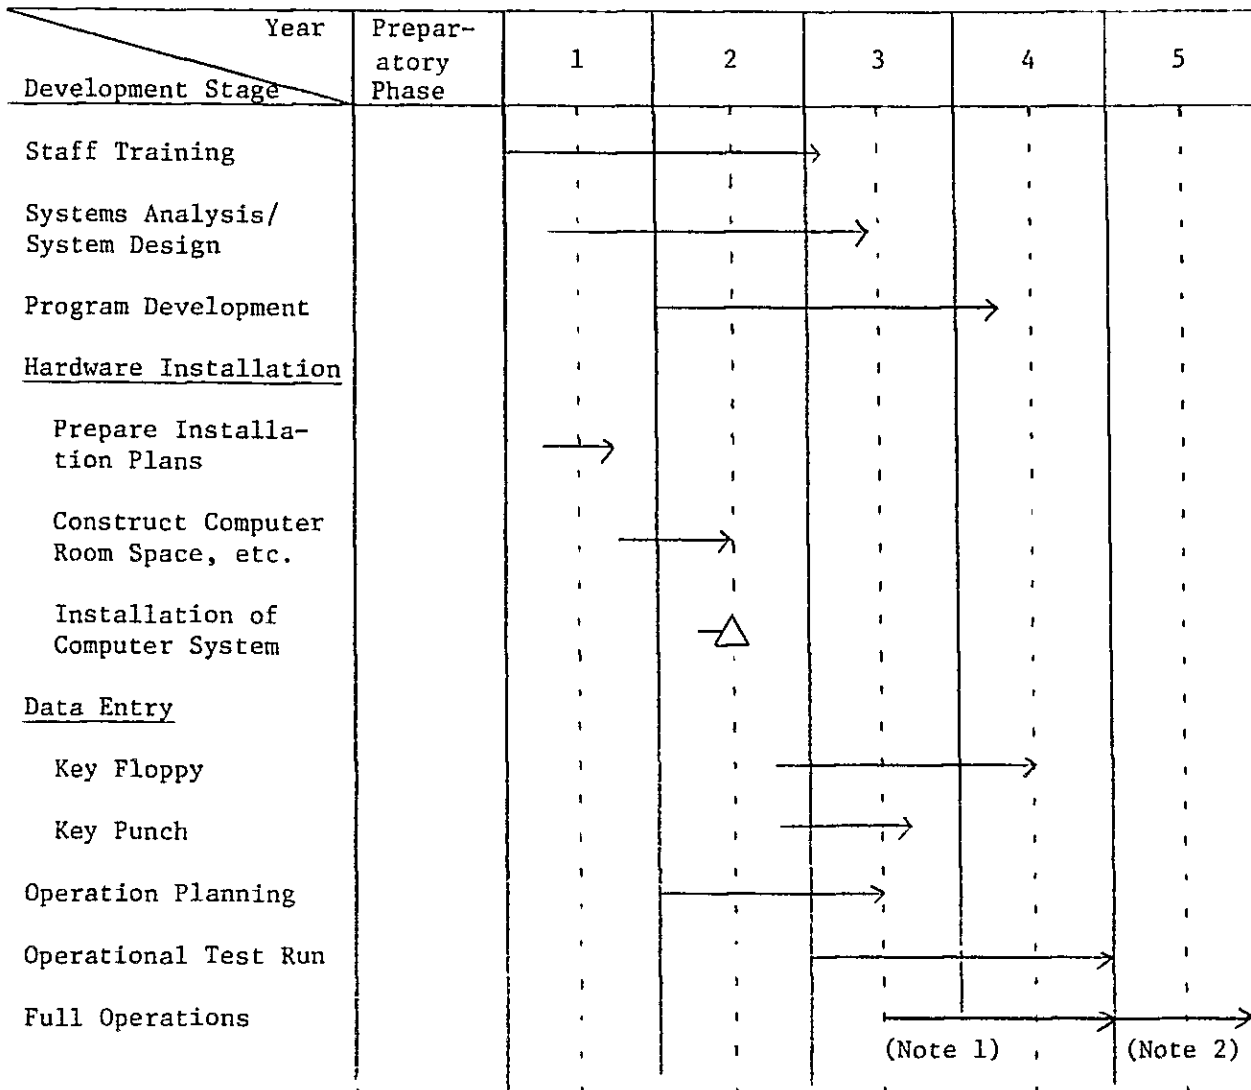 Year
Development Stage
Prepar-
atory
Phase
1
2
3
4
5
Staff Training
Systems Analysis/
System Design
Program Development
Hardware Installation
Prepare Installa-
tion Plans
Construct Computer
Room Space, etc.
Installation of
Computer System
Data Entry
Key Floppy
Key Punch
Operation Planning
Operational Test Run
Full Operations
(Note 1)
(Note 2)